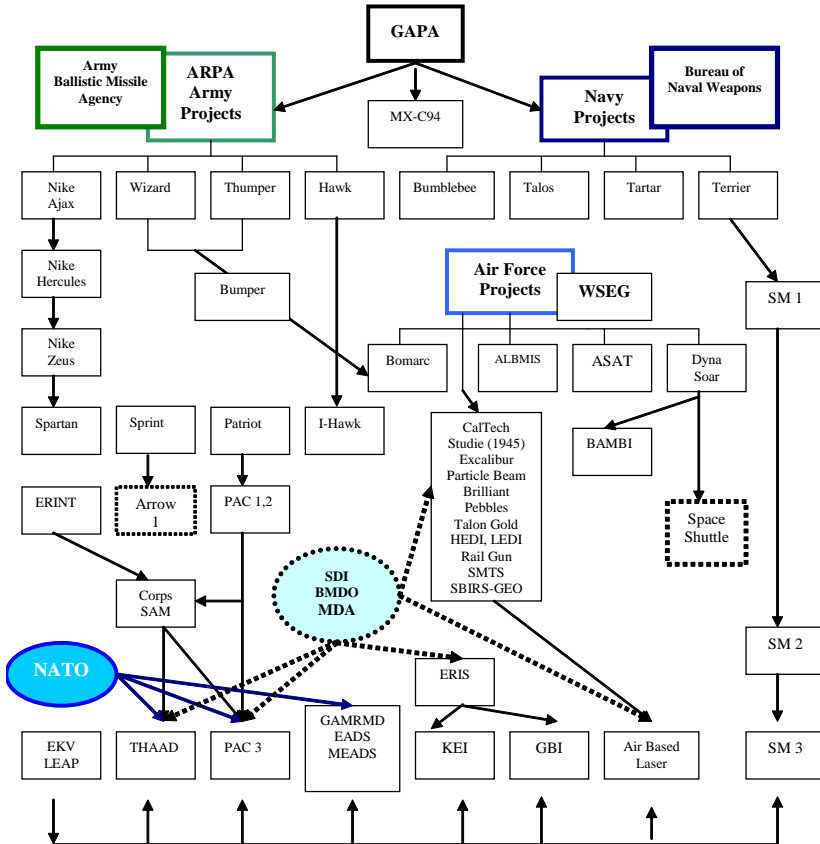 GAPA
Army
Ballistic Missile
Agency
ARPA
Army
Projects
Navy
Projects
Bureau of
Naval Weapons
MX-C94
Nike
Ajax
Wizard
Thumper
Hawk
Bumblebee
Talos
Tartar
Terrier
Nike
Hercules
Bumper
Air Force
Projects
WSEG
SM 1
Nike
Zeus
Bomarc
ALBMIS
ASAT
Dyna
Soar
Spartan
Sprint
Patriot
I-Hawk
CalTech
Studie (1945)
Excalibur
Particle Beam
Brilliant
Pebbles
Talon Gold
HEDI, LEDI
Rail Gun
SMTS
SBIRS-GEO
BAMBI
ERINT
Arrow
1
PAC 1,2
Space
Shuttle
Corps
SAM
SDI
BMDO
MDA
NATO
ERIS
SM 2
EKV
LEAP
THAAD
PAC 3
GAMRMD
EADS
MEADS
KEI
GBI
Air Based
Laser
SM 3